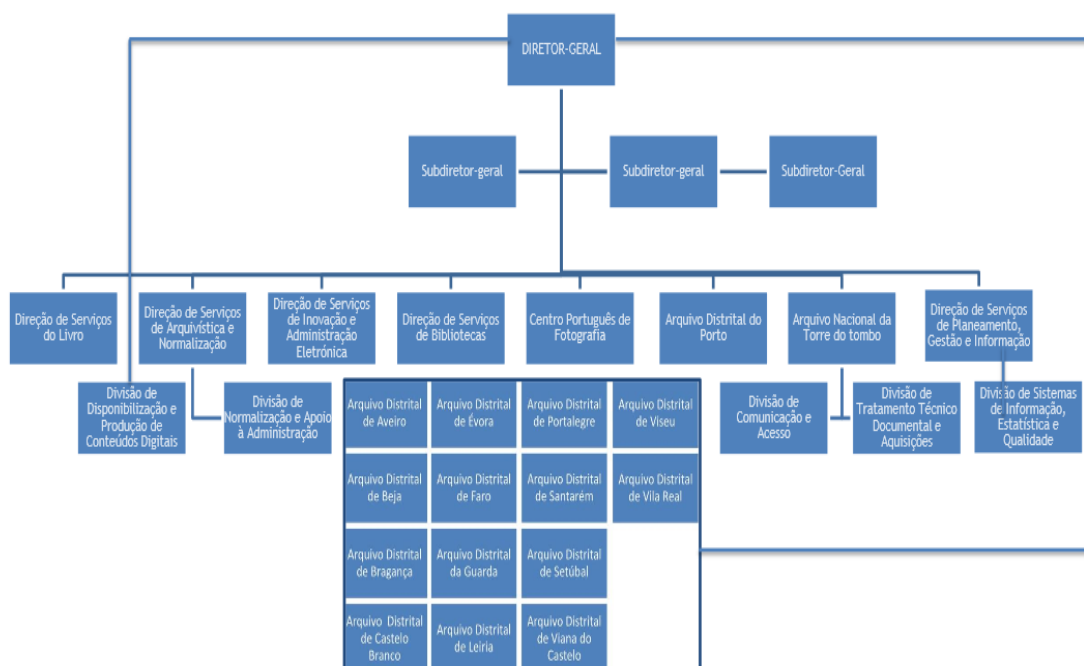 DIRETOR-GERAL
Subdiretor-geral
Subdiretor-geral
Subdiretor-Geral
Direção de Serviços
do Livro
Direção de Serviços
de Arquivística e
Normalização
Direção de Serviços
de Inovação e
Administração
Eletrónica
Direção de Serviços
de Bibliotecas
Centro Português de
Fotografia
Arquivo Distrital do
Porto
Arquivo Nacional da
Torre do tombo
Direção de Serviços
de Planeamento,
Gestão e Informação
Divisão de
Disponibilização e
Produção de
Conteúdos Digitais
Divisão de
Normalização e Apoio
à Administração
Arquivo Distrital
de Aveiro
Arquivo Distrital
de Évora
Arquivo Distrital
de Portalegre
Arquivo Distrital
de Viseu
Divisão de
Comunicação e
Acesso
Divisão de
Tratamento Técnico
Documental e
Aquisições
Divisão de Sistemas
de Informação,
Estatística e
Qualidade
Arquivo Distrital
de Beja
Arquivo Distrital
de Faro
Arquivo Distrital
de Santarém
Arquivo Distrital
de Vila Real
Arquivo Distrital
de Bragança
Arquivo Distrital
da Guarda
Arquivo Distrital
de Setúbal
Arquivo Distrital
de Castelo
Branco
Arquivo Distrital
de Leiria
Arquivo Distrital
de Viana do
Castelo